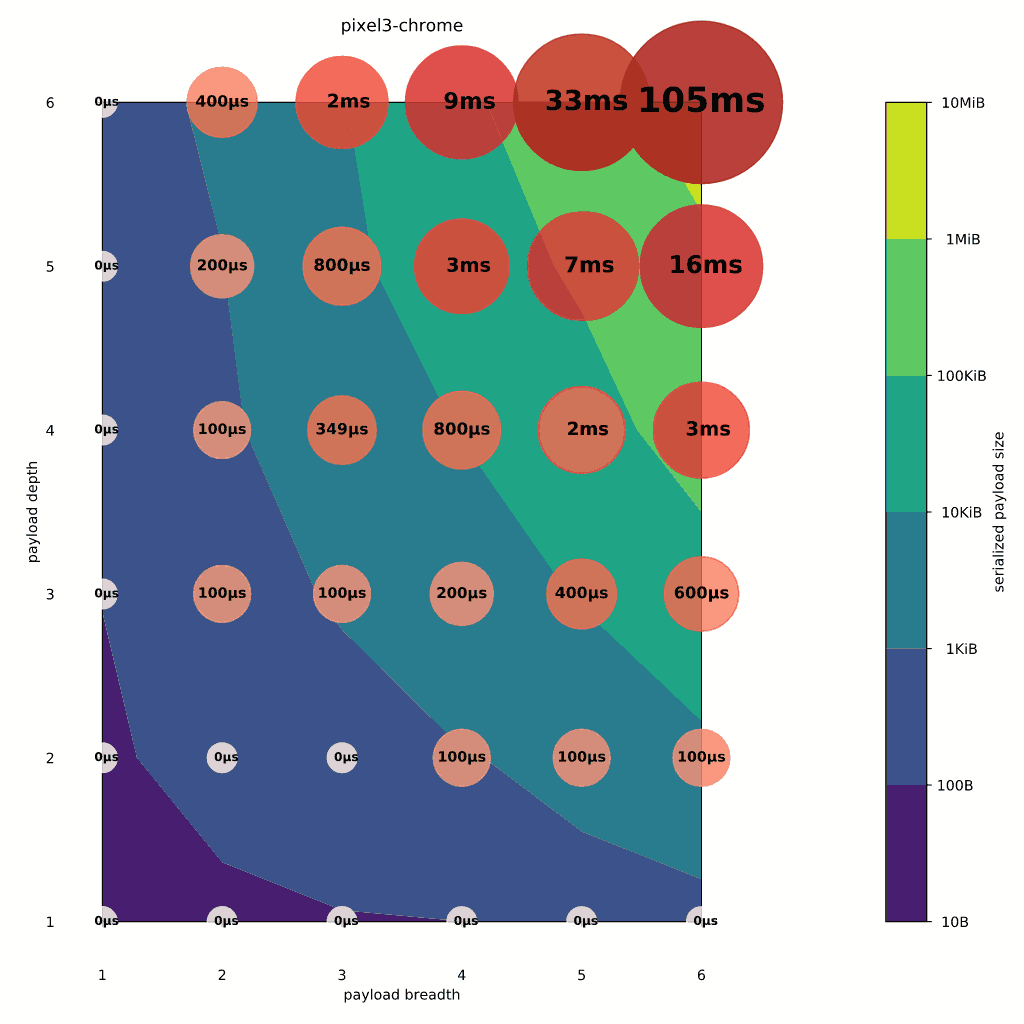 pixel3-chrome
6
0μs
400μs
2ms
9ms
33ms
105ms
10MiB
1MiB
5
0μs
200μs
800μs
3ms
7ms
16ms
100KiB
4
0μs
100μs
349μs
800μs
2ms
3ms
payload depth
serialized payload size
10KiB
3
0μs
100μs
100μs
200μs
400μs
600μs
1KiB
2
0μs
0μs
0μs
100μs
100μs
100μs
100B
1
0μs
0μs
0μs
0μs
0μs
0μs
10B
1
2
3
4
5
6
payload breadth